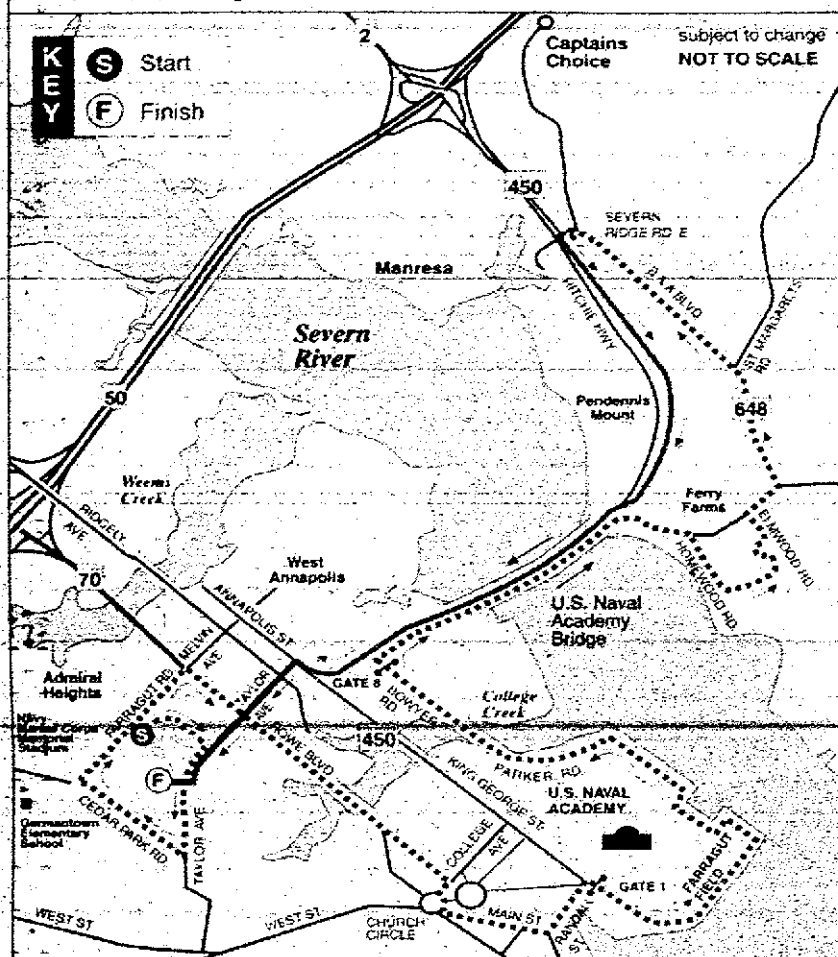 KEY
S Start
F Finish
2
Captains
Choice
subject to change
NOT TO SCALE
450
SEVERN
RIDGE RD E
Manresa
RITCHIE HWY
BLVD
ST MARGARETS
RD
Severn
River
50
Pendennis
Mount
648
Weems
Creek
Ferry
Farms
RIDGELY
AVE
ELMWOOD RD.
HOMEWOOD RD.
70
West
Annapolis
ANNAPOLIS ST.
U.S. Naval
Academy
Bridge
MELVIN
AVE
Admiral
Heights
FARRAGUT RD.
TAYLOR
AVE
GATE 8
BOWYER
RD
College
Creek
Navy
Marine Corps
Memorial
Stadium
S
ROWE BLVD
450
KING GEORGE ST.
PARKER RD.
F
U.S. NAVAL
ACADEMY
CEDAR PARK RD.
Germantown
Elementary
School
TAYLOR AVE
COLLEGE
AVE
GATE 1
FARRAGUT
FIELD
WEST ST
WEST ST
CHURCH
CIRCLE
MAIN ST
RANDALL
ST.